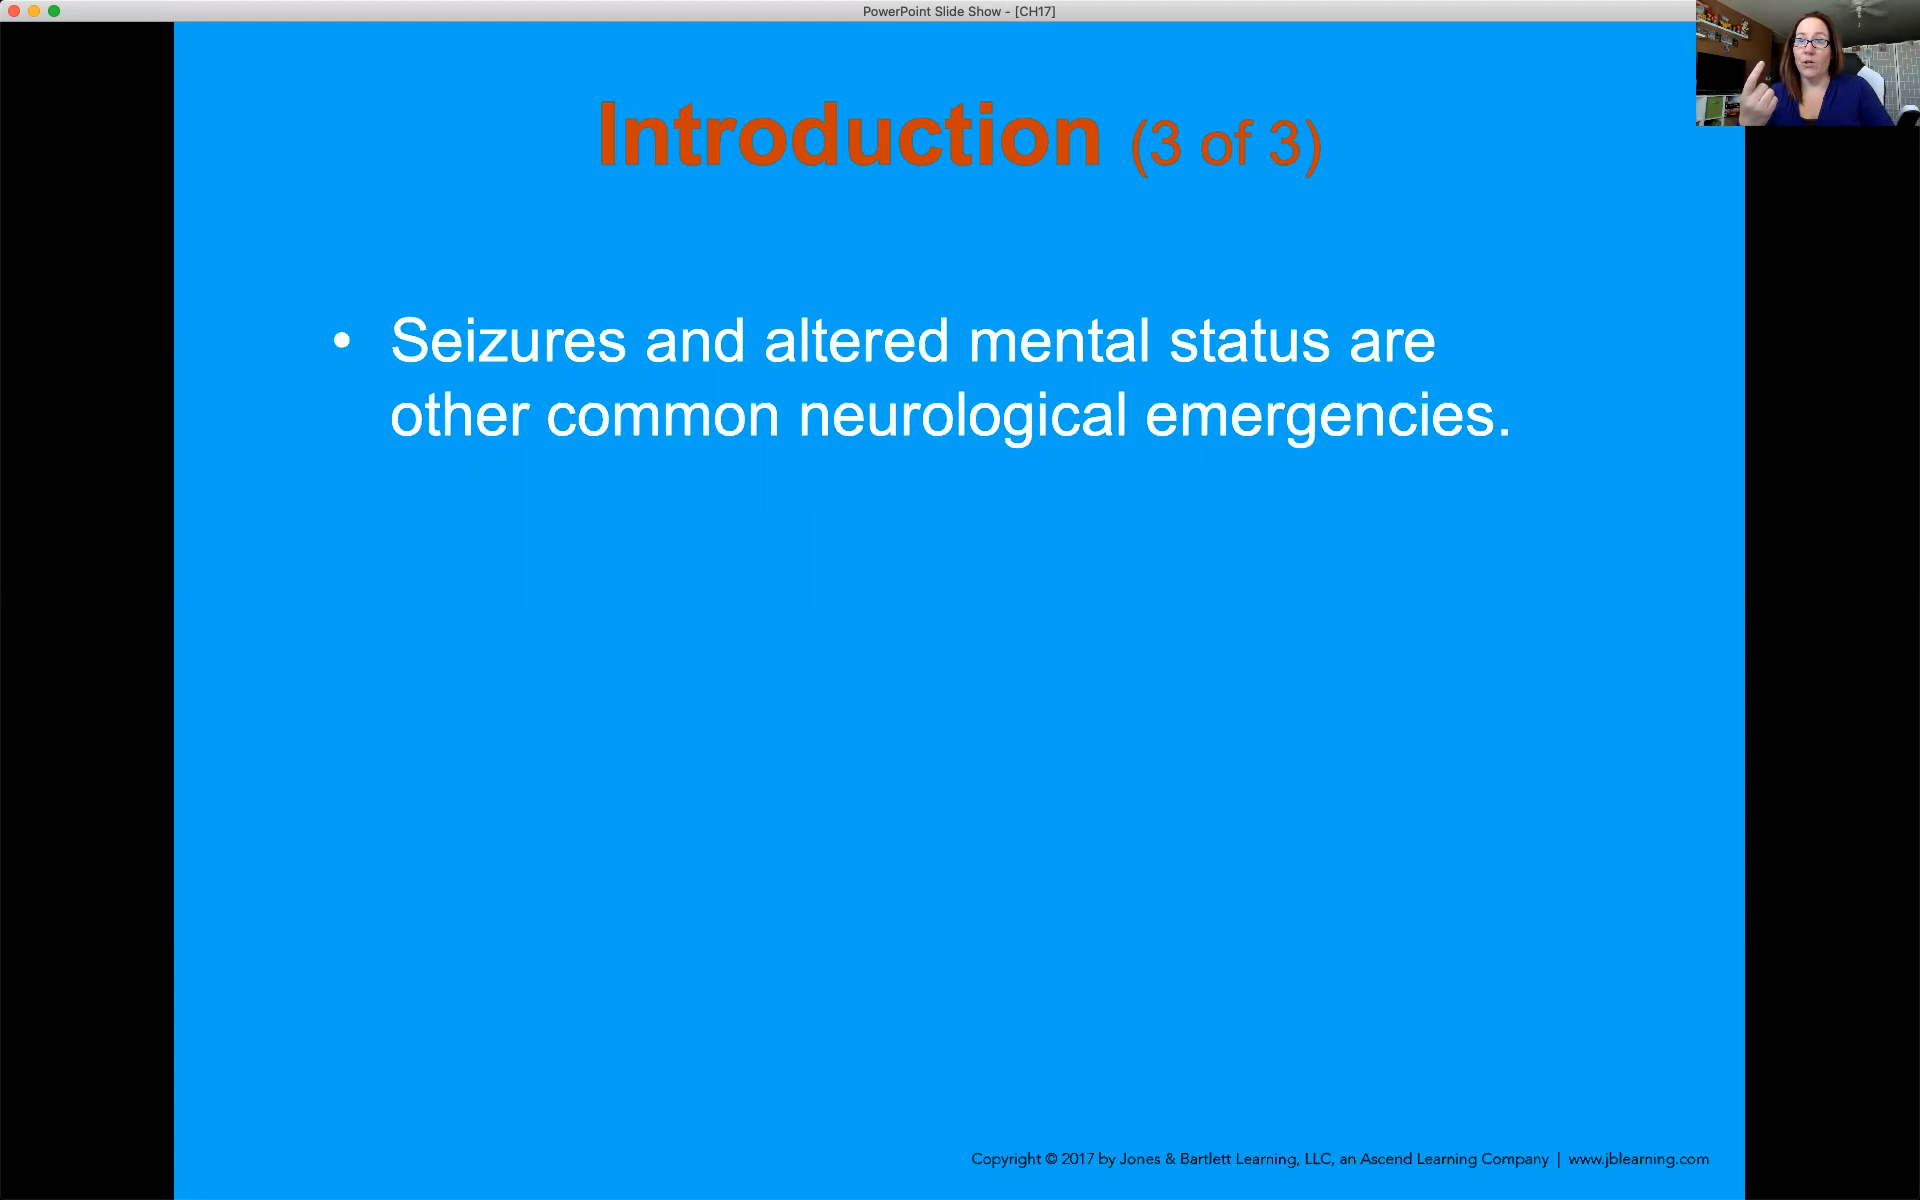 PowerPoint Slide Show - [CH17]
Introduction (3 of 3)
• Seizures and altered mental status are
other common neurological emergencies.
Copyright © 2017 by Jones & Bartlett Learning, LLC, an Ascend Learning Company | www.jblearning.com